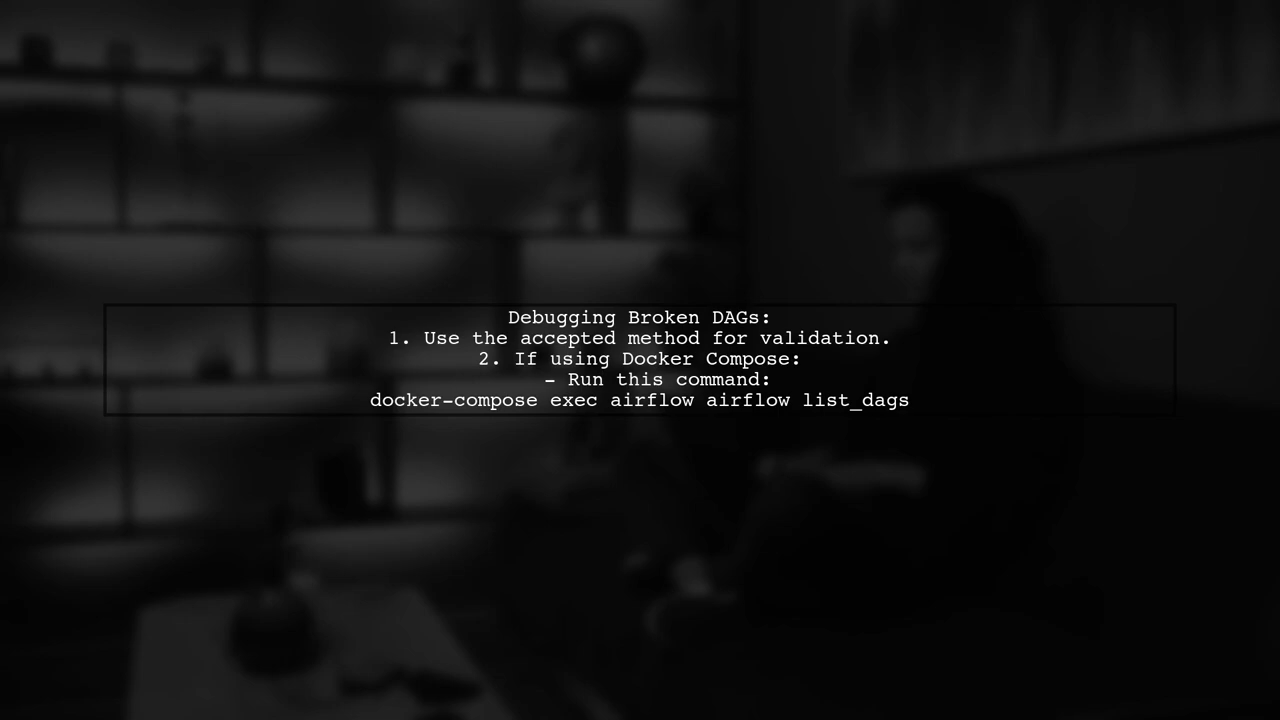 Debugging Broken DAGs:
1. Use the accepted method for validation.
2. If using Docker Compose:
- Run this command:
docker-compose exec airflow airflow list_dags